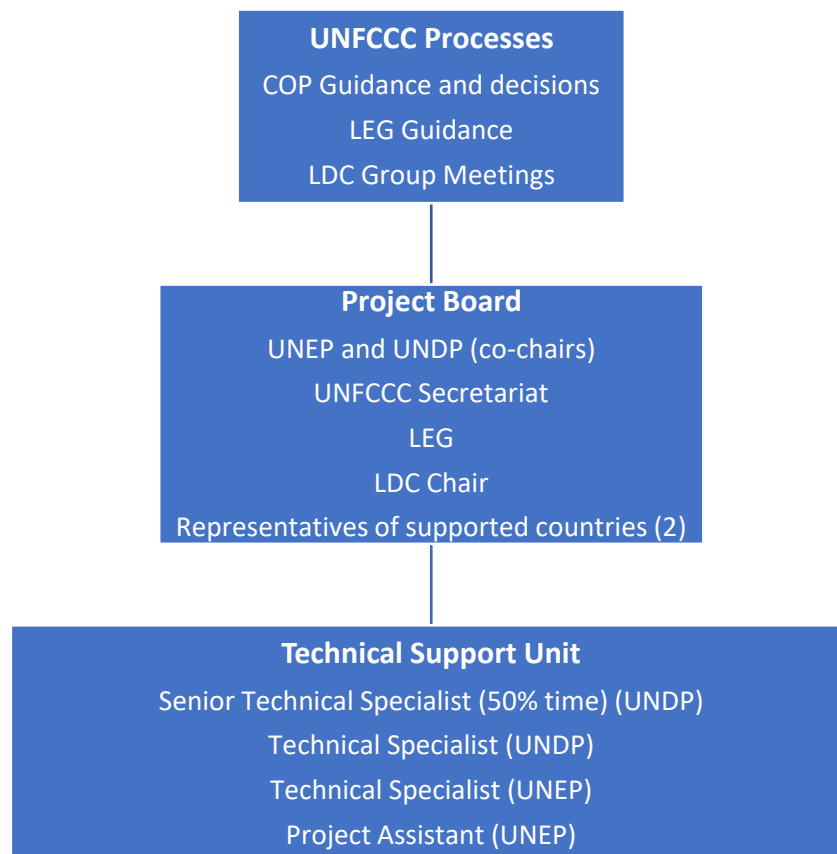 UNFCCC Processes
COP Guidance and decisions
LEG Guidance
LDC Group Meetings
Project Board
UNEP and UNDP (co-chairs)
UNFCCC Secretariat
LEG
LDC Chair
Representatives of supported countries (2)
Technical Support Unit
Senior Technical Specialist (50% time) (UNDP)
Technical Specialist (UNDP)
Technical Specialist (UNEP)
Project Assistant (UNEP)